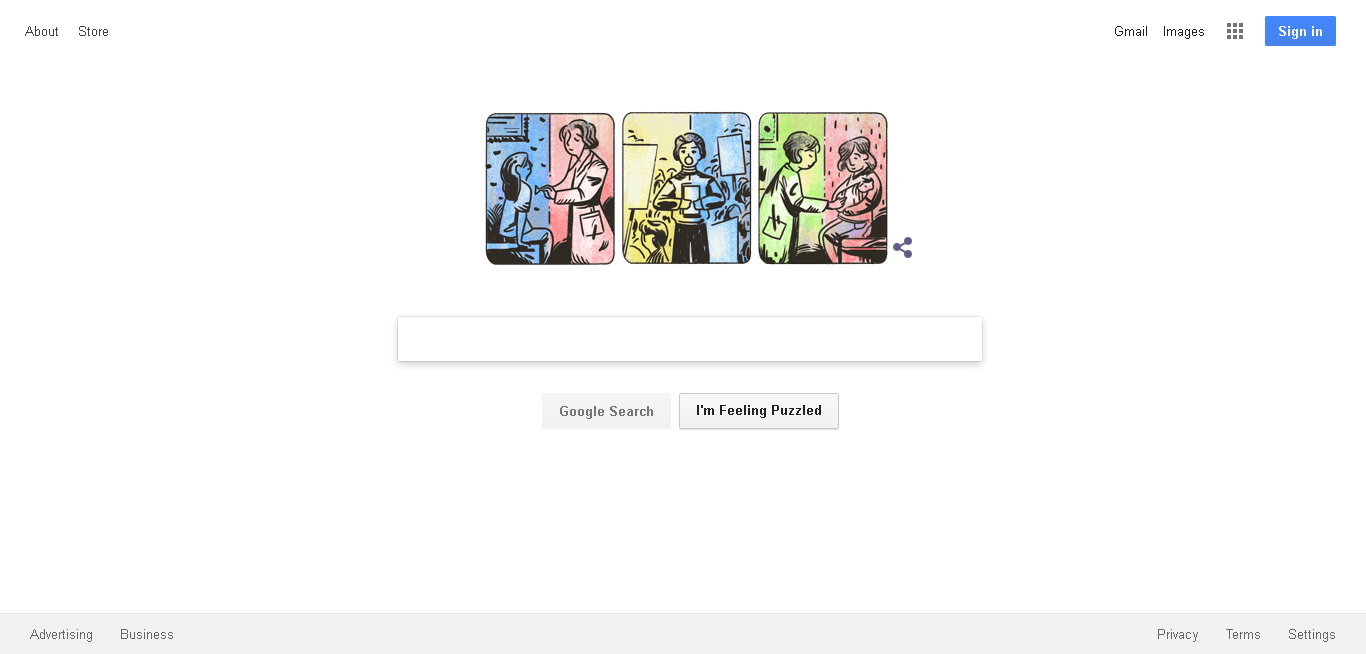 About Store
Gmail Images Sign in
Google Search I'm Feeling Puzzled
Advertising Business
Privacy Terms Settings